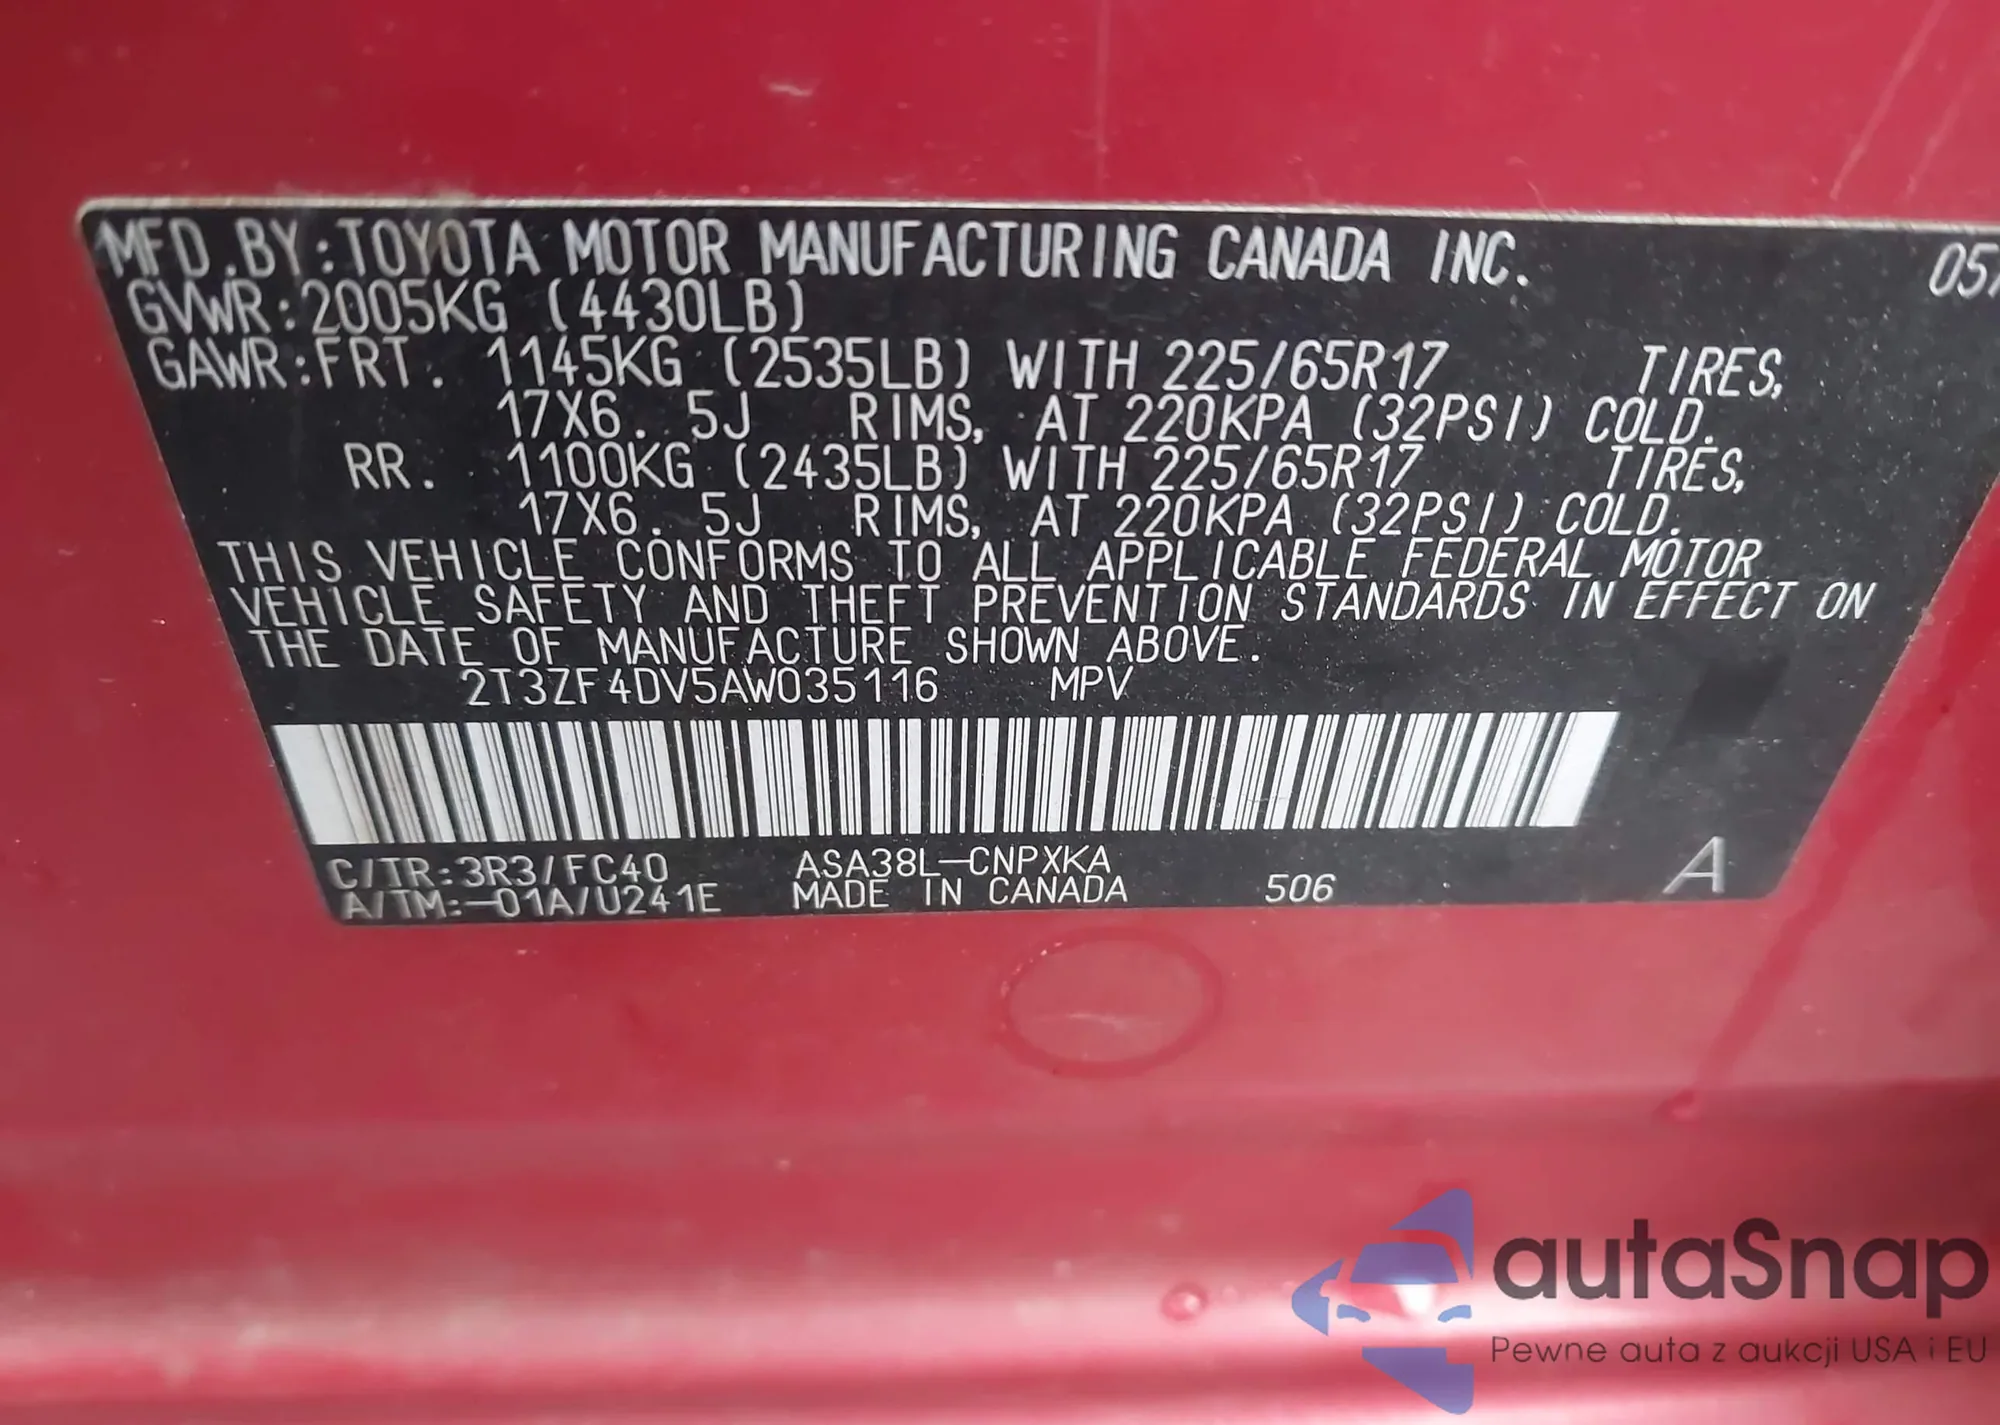 MFD.BY:TOYOTA MOTOR MANUFACTURING CANADA INC. 05/
GVWR:2005KG (4430LB)
GAWR:FRT. 1145KG (2535LB) WITH 225/65R17 TIRES,
17X6.5J RIMS, AT 220KPA (32PSI) COLD.
RR. 1100KG (2435LB) WITH 225/65R17 TIRES,
17X6.5J RIMS, AT 220KPA (32PSI) COLD.
THIS VEHICLE CONFORMS TO ALL APPLICABLE FEDERAL MOTOR
VEHICLE SAFETY AND THEFT PREVENTION STANDARDS IN EFFECT ON
THE DATE OF MANUFACTURE SHOWN ABOVE.
2T3ZF4DV5AW035116 MPV
C/TR:3R3/FC40 ASA38L-CNPXKA
A/TM:-01A/U241E MADE IN CANADA 506 A
autaSnap
Pewne auta z aukcji USA i EU